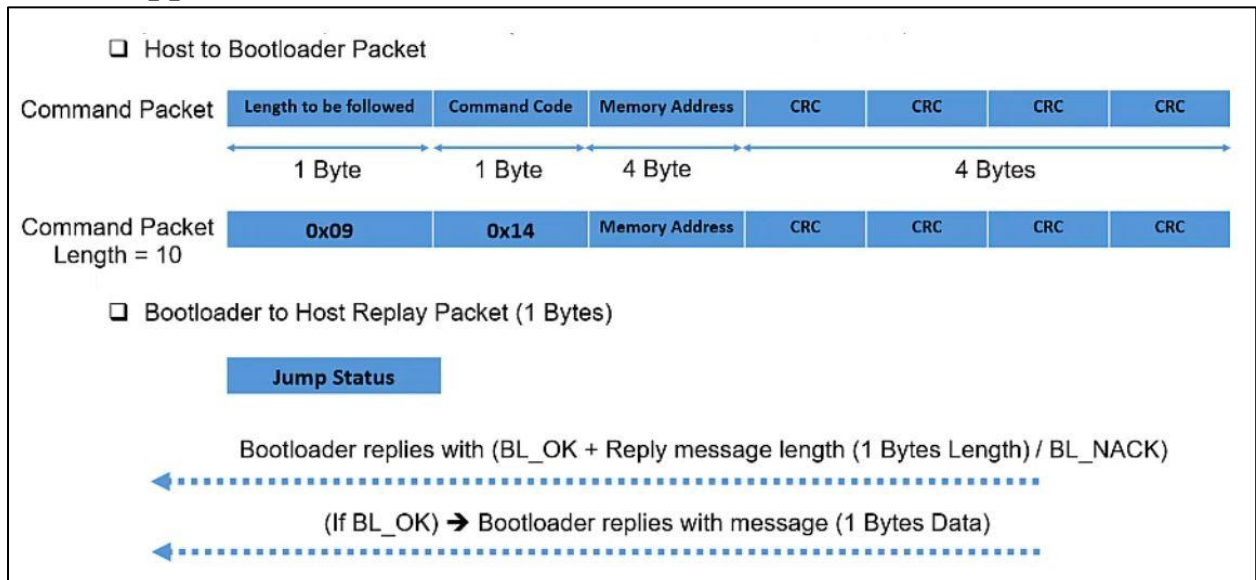 ❑ Host to Bootloader Packet
Command Packet Length to be followed Command Code Memory Address CRC CRC CRC CRC
1 Byte 1 Byte 4 Byte 4 Bytes
Command Packet 0x09 0x14 Memory Address CRC CRC CRC CRC
Length = 10
❑ Bootloader to Host Replay Packet (1 Bytes)
Jump Status
Bootloader replies with (BL_OK + Reply message length (1 Bytes Length) / BL_NACK)
(If BL_OK) ➔ Bootloader replies with message (1 Bytes Data)